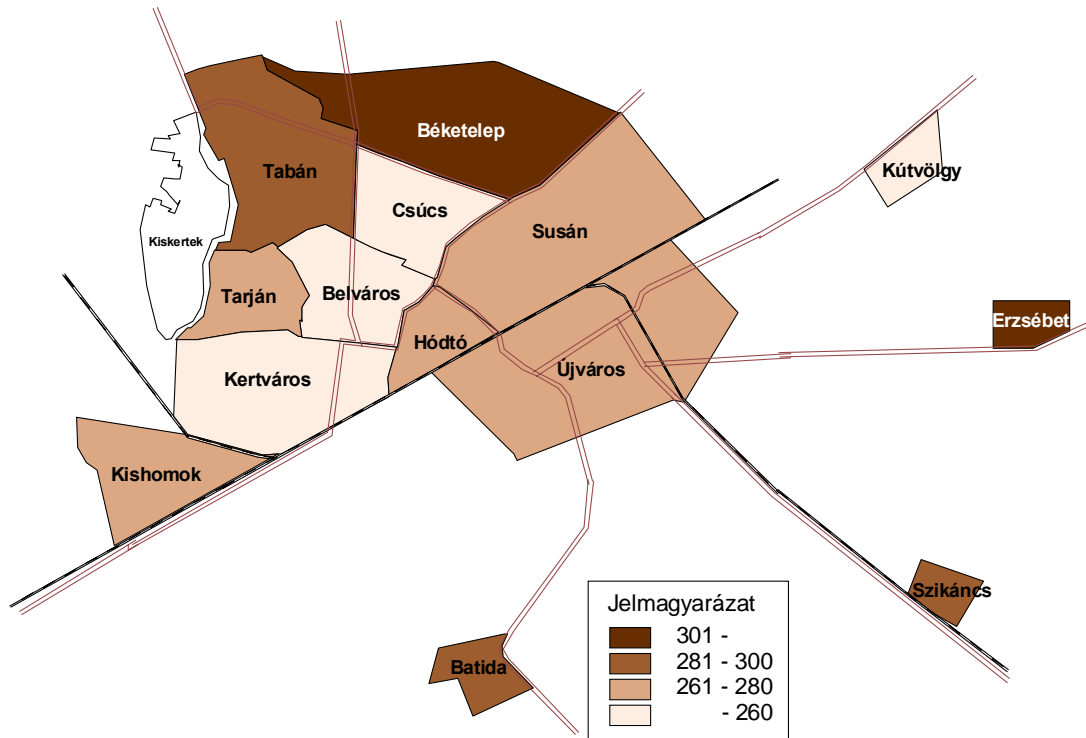 Béketelep
Tabán
Kútvölgy
Csúcs
Susán
Kiskertek
Belváros
Tarján
Erzsébet
Hódtó
Újváros
Kertváros
Kishomok
Szikáncs
Batida
Jelmagyarázat
301 -
281 - 300
261 - 280
- 260